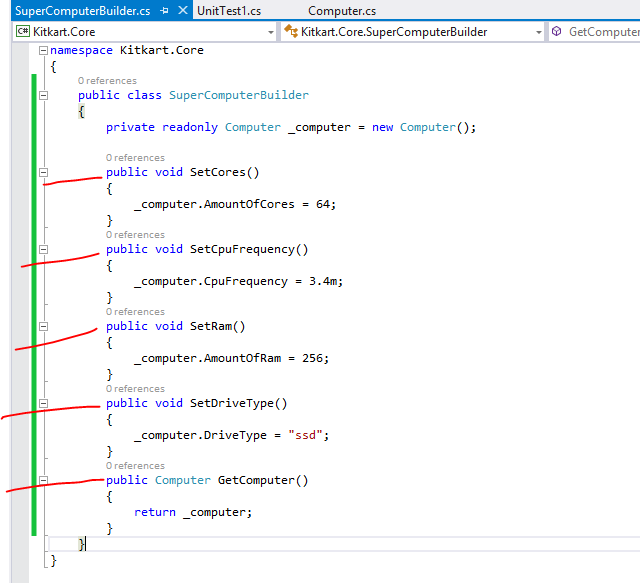 SuperComputerBuilder.cs UnitTest1.cs Computer.cs
C# Kitkart.Core Kitkart.Core.SuperComputerBuilder GetComputer
namespace Kitkart.Core
{
0 references
public class SuperComputerBuilder
{
private readonly Computer _computer = new Computer();
0 references
public void SetCores()
{
_computer.AmountOfCores = 64;
}
0 references
public void SetCpuFrequency()
{
_computer.CpuFrequency = 3.4m;
}
0 references
public void SetRam()
{
_computer.AmountOfRam = 256;
}
0 references
public void SetDriveType()
{
_computer.DriveType = "ssd";
}
0 references
public Computer GetComputer()
{
return _computer;
}
}
}